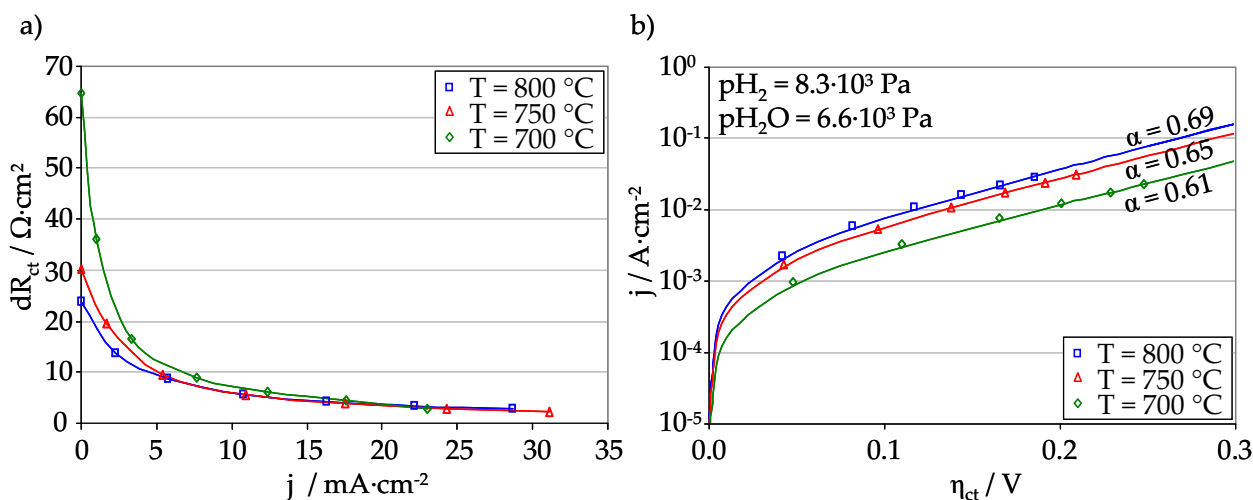 a)
70
60
50
40
30
20
10
0
dR_ct / Ω·cm²
T = 800 °C
T = 750 °C
T = 700 °C
0 5 10 15 20 25 30 35
j / mA·cm⁻²
b)
10⁰
10⁻¹
10⁻²
10⁻³
10⁻⁴
10⁻⁵
j / A·cm⁻²
pH₂ = 8.3·10³ Pa
pH₂O = 6.6·10³ Pa
α = 0.69
α = 0.65
α = 0.61
T = 800 °C
T = 750 °C
T = 700 °C
0.0 0.1 0.2 0.3
η_ct / V